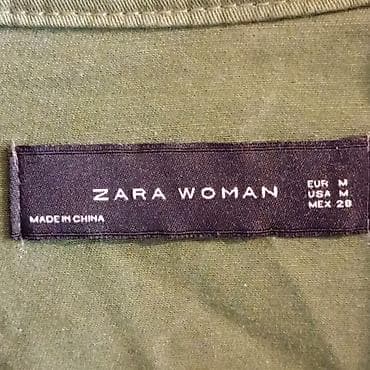 ZARA WOMAN
EUR M
USA M
MEX 28
MADE IN CHINA